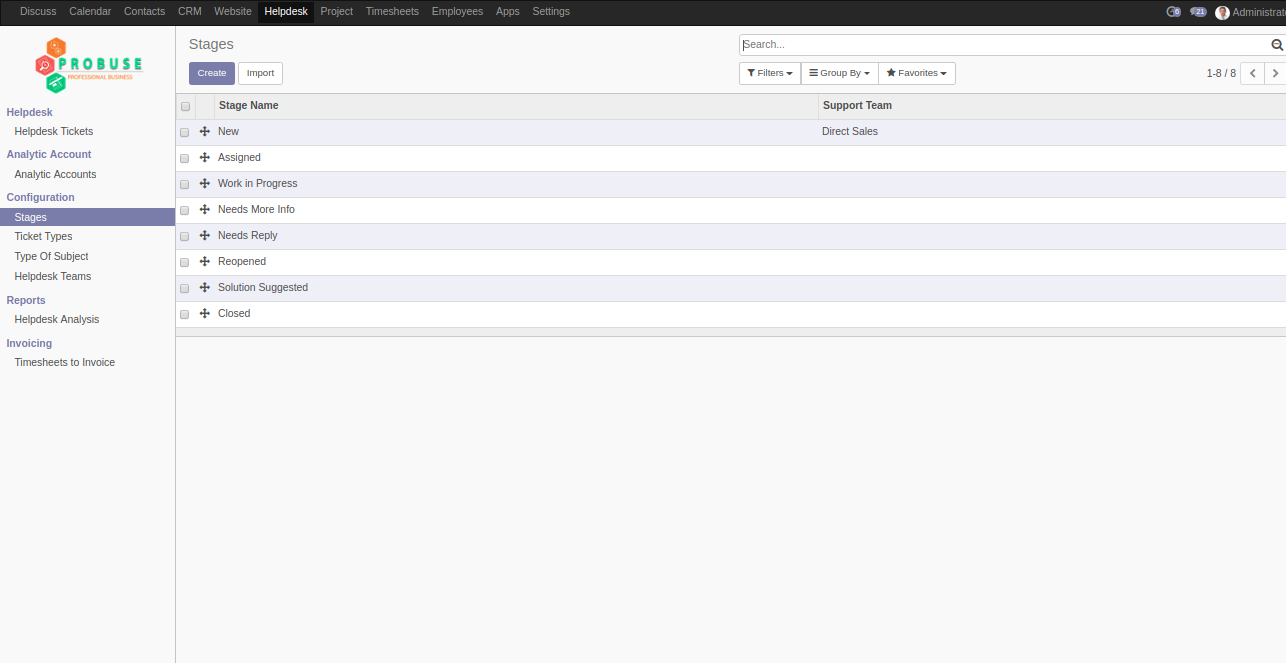 Discuss Calendar Contacts CRM Website Helpdesk Project Timesheets Employees Apps Settings 6 21 Administrat
PROBUSE
PROFESSIONAL BUSINESS
Helpdesk
Helpdesk Tickets
Analytic Account
Analytic Accounts
Configuration
Stages
Ticket Types
Type Of Subject
Helpdesk Teams
Reports
Helpdesk Analysis
Invoicing
Timesheets to Invoice
Stages
Search...
Create Import
Filters Group By Favorites
1-8 / 8
Stage Name Support Team
New Direct Sales
Assigned
Work in Progress
Needs More Info
Needs Reply
Reopened
Solution Suggested
Closed